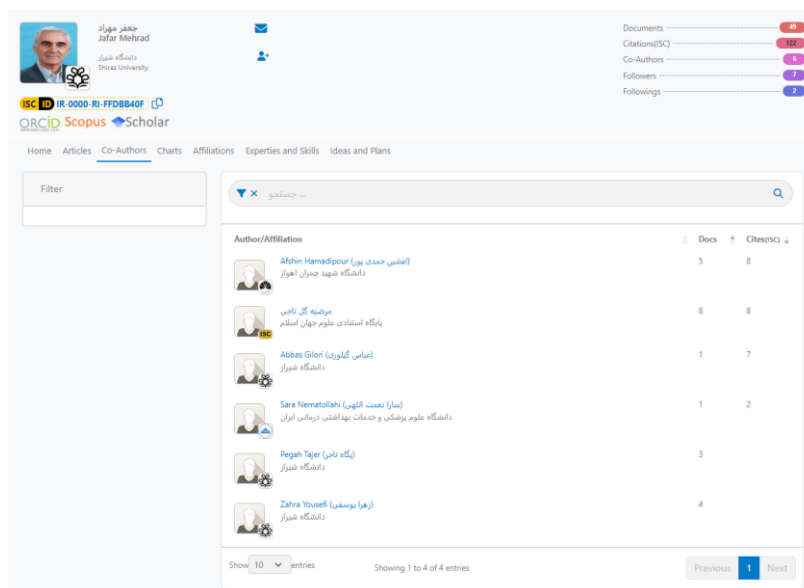 جعفر مهراد
Jafar Mehrad
دانشگاه شیراز
Shiraz University
ISC ID IR-0000-RI-FFDBB40F
ORCID Scopus Scholar
Documents 49
Citations(ISC) 122
Co-Authors 6
Followers 7
Followings 2
Home Articles Co-Authors Charts Affiliations Experties and Skills Ideas and Plans
Filter
جستجو ...
Author/Affiliation Docs Cites(ISC)
Afshin Hamadipour (افشین حمدی پور) 5 8
دانشگاه شهید چمران اهواز
مرضیه گل تاجی 8 8
ISC پایگاه استنادی علوم جهان اسلام
Abbas Gilori (عباس گیلوری) 1 7
دانشگاه شیراز
Sara Nematollahi (سارا نعمت اللهی) 1 2
دانشگاه علوم پزشکی و خدمات بهداشتی درمانی ایران
Pegah Tajer (پگاه تاجر) 3
دانشگاه شیراز
Zahra Yousefi (زهرا یوسفی) 4
دانشگاه شیراز
Show 10 entries Showing 1 to 4 of 4 entries Previous 1 Next